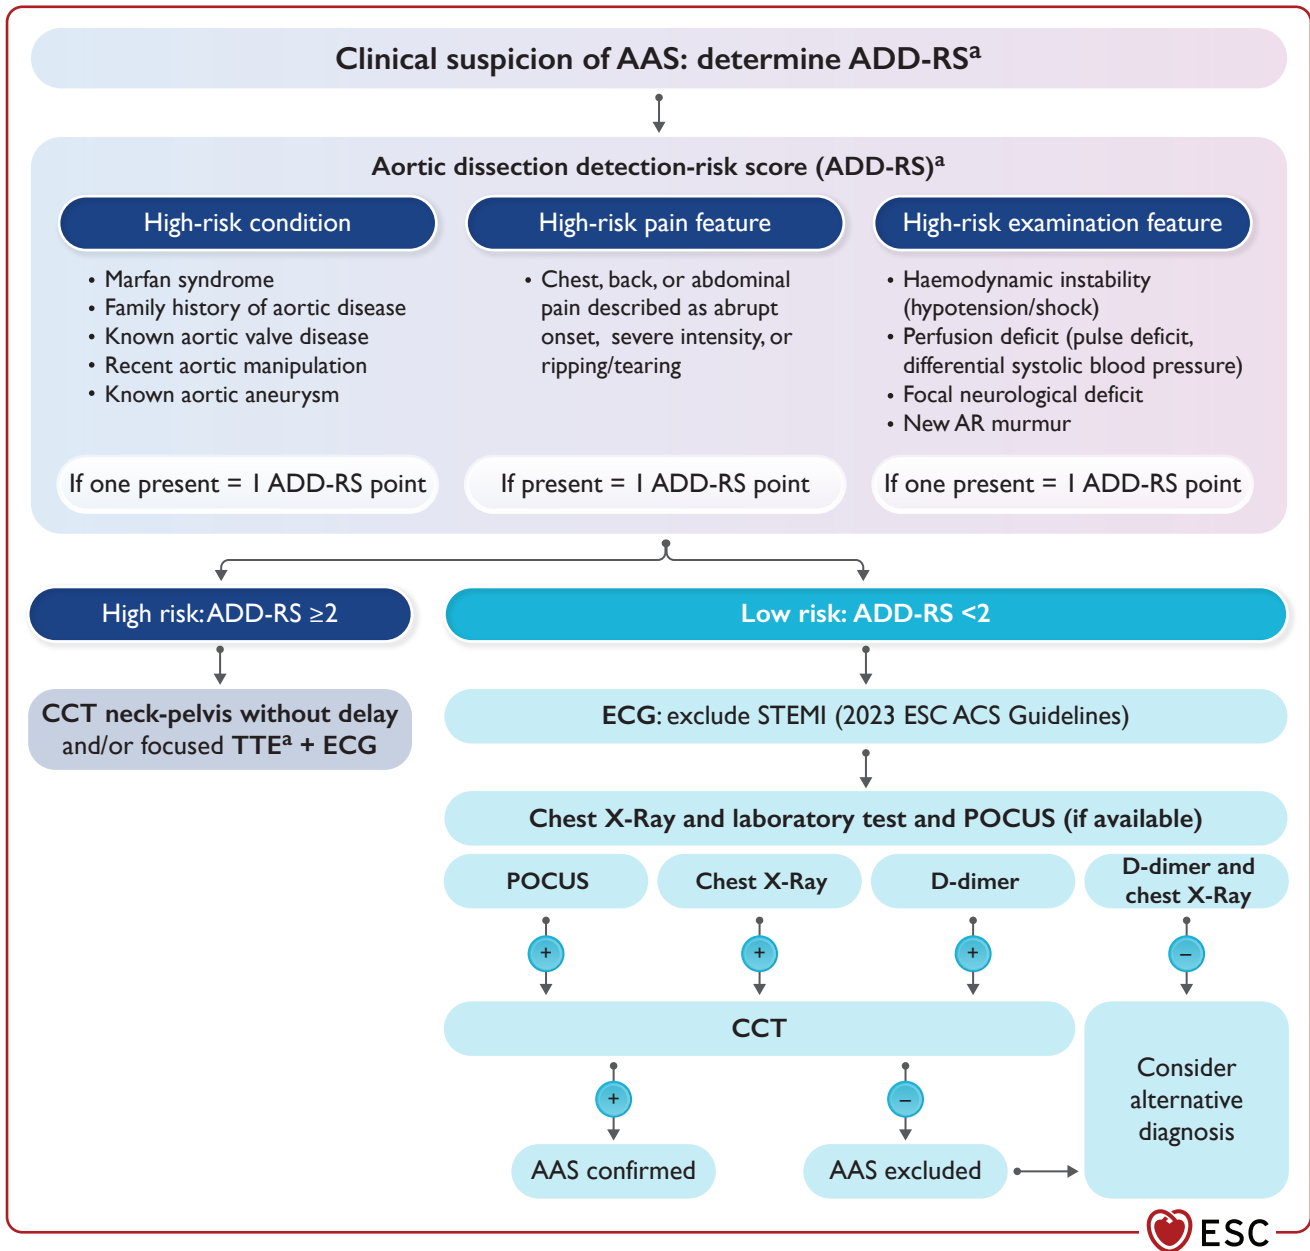 Clinical suspicion of AAS: determine ADD-RSa
Aortic dissection detection-risk score (ADD-RS)a
High-risk condition
• Marfan syndrome
• Family history of aortic disease
• Known aortic valve disease
• Recent aortic manipulation
• Known aortic aneurysm
If one present = 1 ADD-RS point
High-risk pain feature
• Chest, back, or abdominal
pain described as abrupt
onset, severe intensity, or
ripping/tearing
If present = 1 ADD-RS point
High-risk examination feature
• Haemodynamic instability
(hypotension/shock)
• Perfusion deficit (pulse deficit,
differential systolic blood pressure)
• Focal neurological deficit
• New AR murmur
If one present = 1 ADD-RS point
High risk: ADD-RS ≥2
CCT neck-pelvis without delay
and/or focused TTEa + ECG
Low risk: ADD-RS <2
ECG: exclude STEMI (2023 ESC ACS Guidelines)
Chest X-Ray and laboratory test and POCUS (if available)
POCUS
Chest X-Ray
D-dimer
D-dimer and
chest X-Ray
+
+
+
–
CCT
+
–
AAS confirmed
AAS excluded
Consider
alternative
diagnosis
ESC